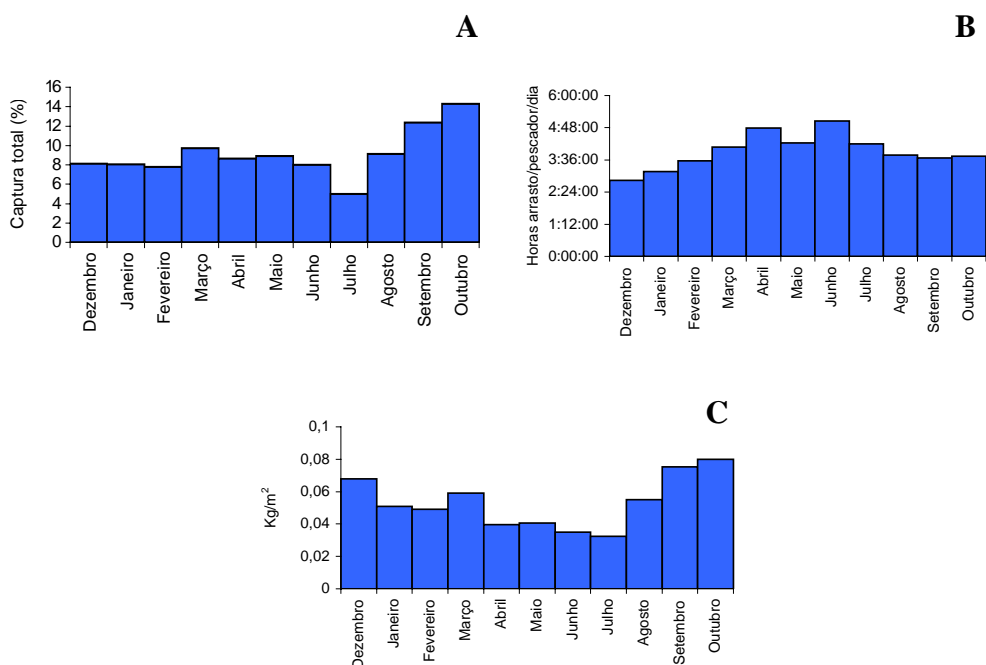 A
Captura total (%)
16
14
12
10
8
6
4
2
0
Dezembro
Janeiro
Fevereiro
Março
Abril
Maio
Junho
Julho
Agosto
Setembro
Outubro
B
Horas arrasto/pescador/dia
6:00:00
4:48:00
3:36:00
2:24:00
1:12:00
0:00:00
Dezembro
Janeiro
Fevereiro
Março
Abril
Maio
Junho
Julho
Agosto
Setembro
Outubro
C
Kg/m²
0,1
0,08
0,06
0,04
0,02
0
Dezembro
Janeiro
Fevereiro
Março
Abril
Maio
Junho
Julho
Agosto
Setembro
Outubro